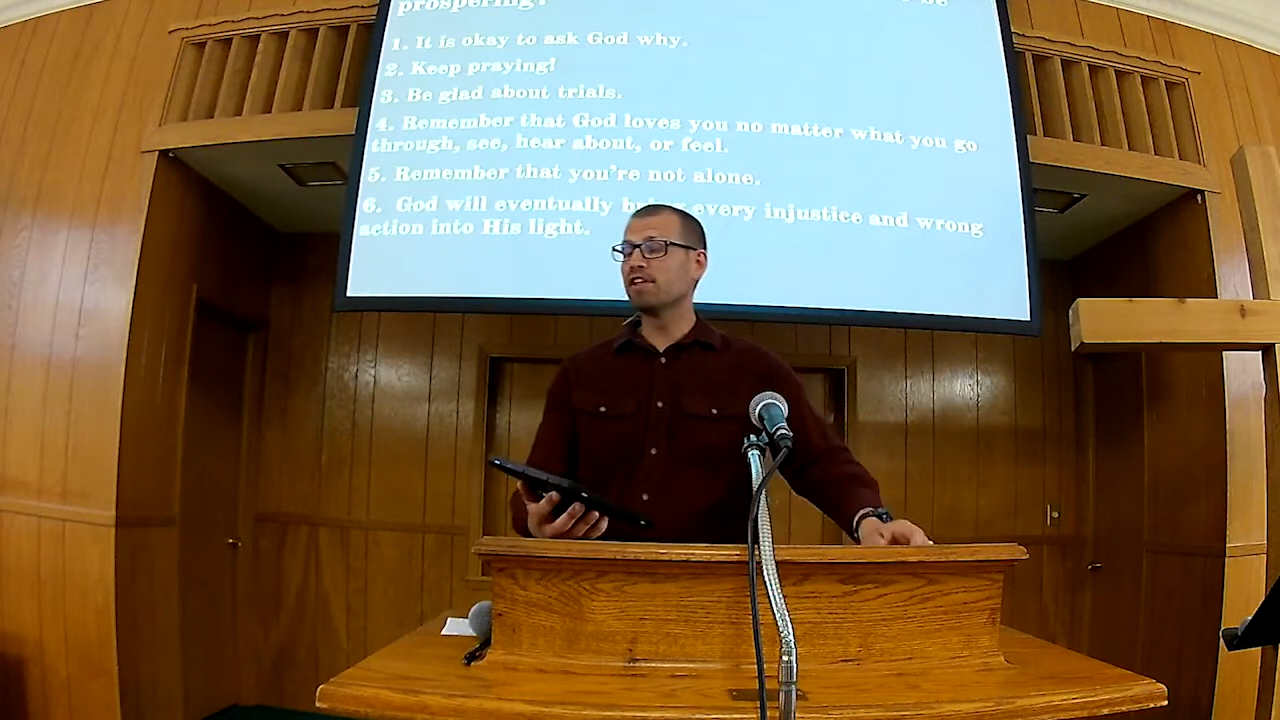 prospering?
be
1. It is okay to ask God why.
2. Keep praying!
3. Be glad about trials.
4. Remember that God loves you no matter what you go
through, see, hear about, or feel.
5. Remember that you're not alone.
6. God will eventually bring every injustice and wrong
action into His light.